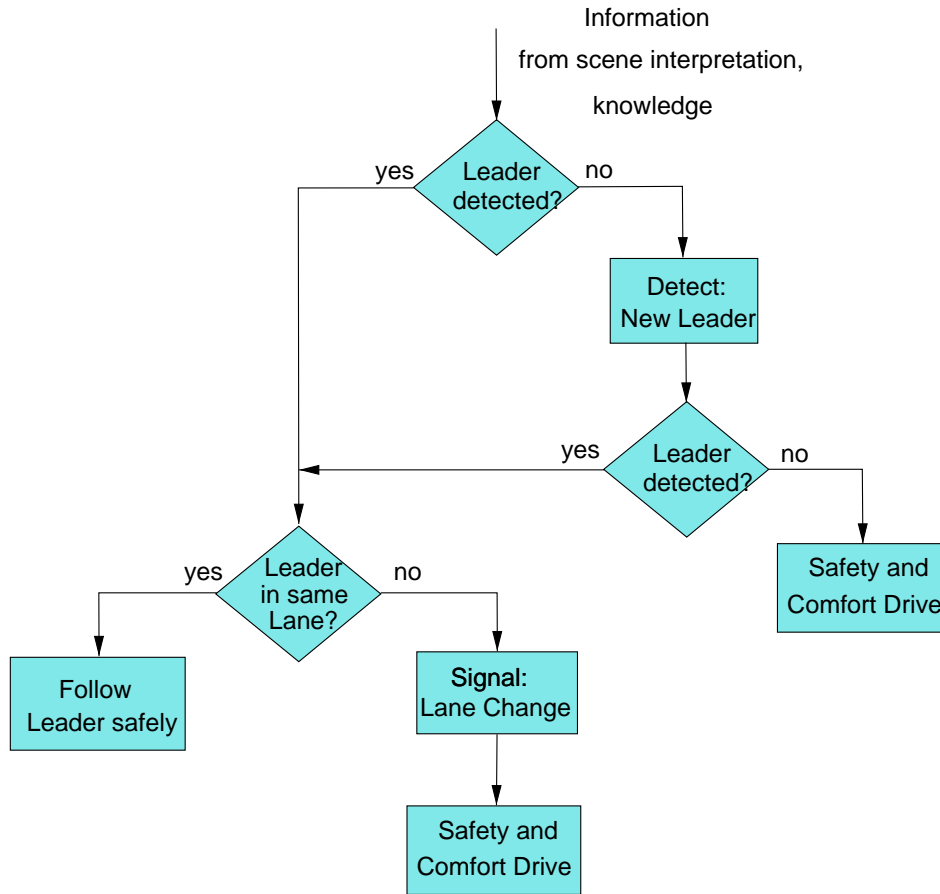 Information
from scene interpretation,
knowledge
yes
Leader
detected?
no
Detect:
New Leader
yes
Leader
detected?
no
yes
Leader
in same
Lane?
no
Safety and
Comfort Drive
Follow
Leader safely
Signal:
Lane Change
Safety and
Comfort Drive